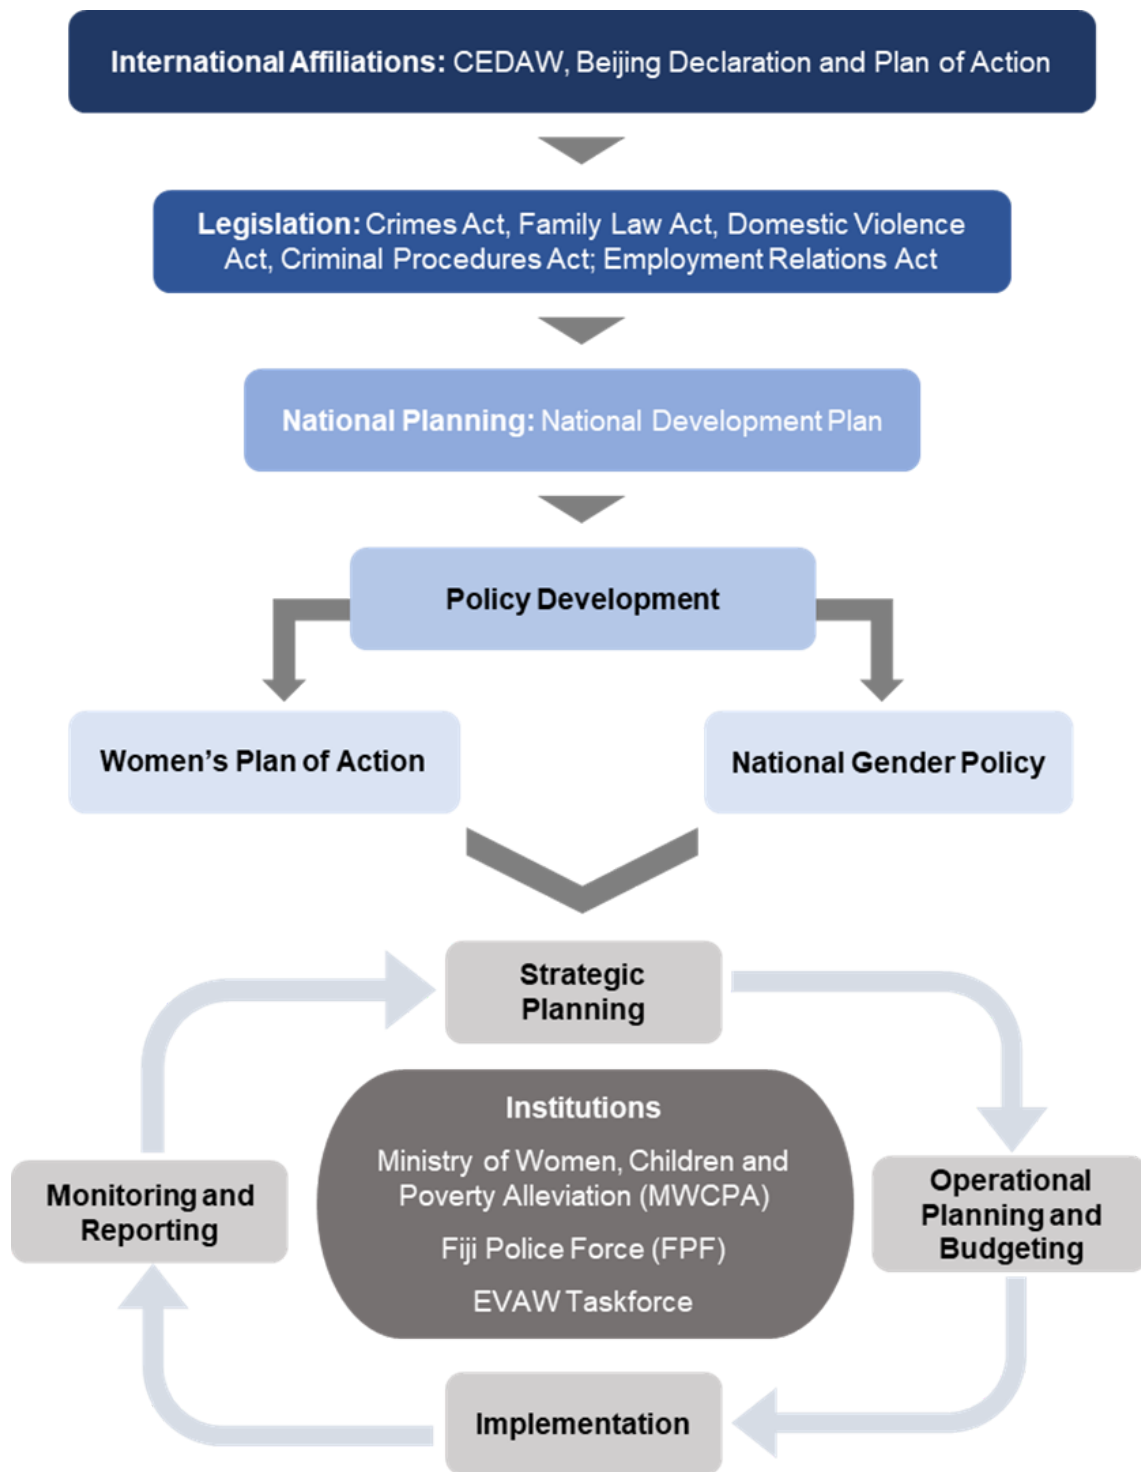 International Affiliations: CEDAW, Beijing Declaration and Plan of Action
Legislation: Crimes Act, Family Law Act, Domestic Violence
Act, Criminal Procedures Act; Employment Relations Act
National Planning: National Development Plan
Policy Development
Women’s Plan of Action
National Gender Policy
Strategic
Planning
Institutions
Ministry of Women, Children and
Poverty Alleviation (MWCPA)
Fiji Police Force (FPF)
EVAW Taskforce
Monitoring and
Reporting
Operational
Planning and
Budgeting
Implementation